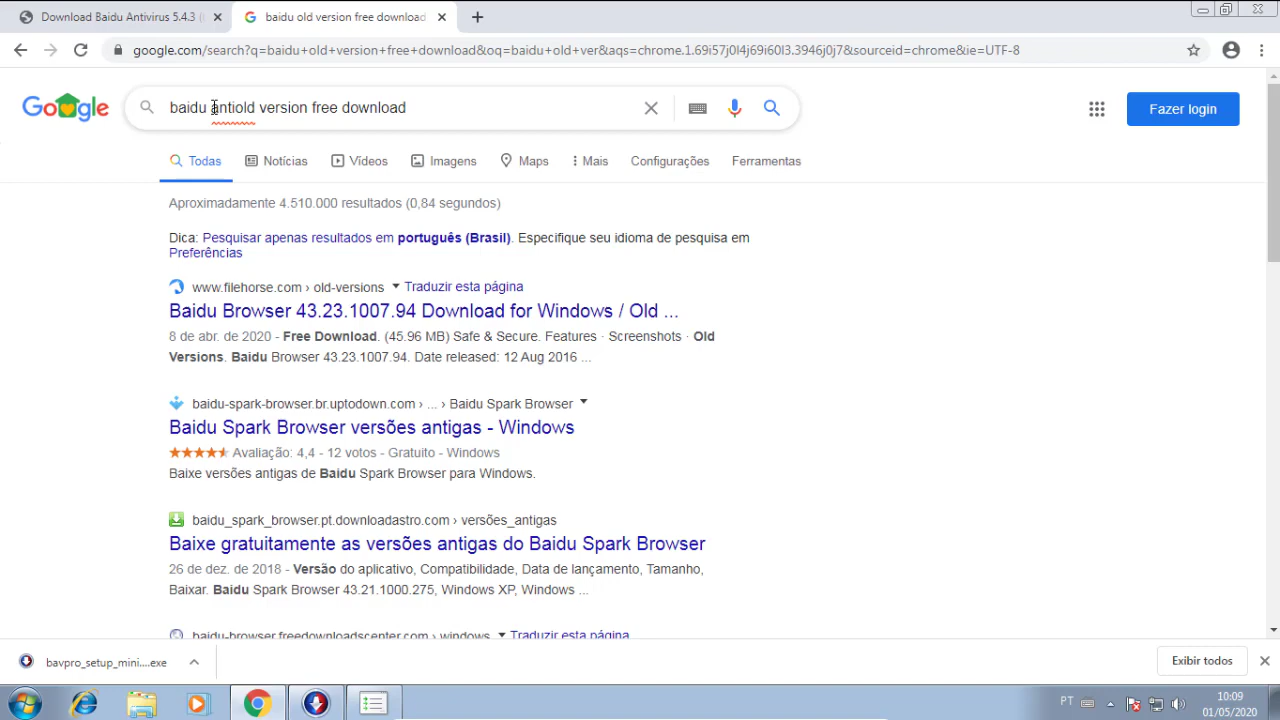 Download Baidu Antivirus 5.4.3 (
baidu old version free download
google.com/search?q=baidu+old+version+free+download&oq=baidu+old+ver&aqs=chrome.1.69i57j0l4j69i60l3.3946j0j7&sourceid=chrome&ie=UTF-8
Google
baidu antiold version free download
Fazer login
Todas
Notícias
Vídeos
Imagens
Maps
Mais
Configurações
Ferramentas
Aproximadamente 4.510.000 resultados (0,84 segundos)
Dica: Pesquisar apenas resultados em português (Brasil). Especifique seu idioma de pesquisa em
Preferências
www.filehorse.com › old-versions
Traduzir esta página
Baidu Browser 43.23.1007.94 Download for Windows / Old ...
8 de abr. de 2020 - Free Download. (45.96 MB) Safe & Secure. Features · Screenshots · Old
Versions. Baidu Browser 43.23.1007.94. Date released: 12 Aug 2016 ...
baidu-spark-browser.br.uptodown.com › ... › Baidu Spark Browser
Baidu Spark Browser versões antigas - Windows
Avaliação: 4,4 - 12 votos - Gratuito - Windows
Baixe versões antigas de Baidu Spark Browser para Windows.
baidu_spark_browser.pt.downloadastro.com › versões_antigas
Baixe gratuitamente as versões antigas do Baidu Spark Browser
26 de dez. de 2018 - Versão do aplicativo, Compatibilidade, Data de lançamento, Tamanho,
Baixar. Baidu Spark Browser 43.21.1000.275, Windows XP, Windows ...
baidu-browser.freedownloadscenter.com › windows
Traduzir esta página
bavpro_setup_mini....exe
Exibir todos
PT
10:09
01/05/2020